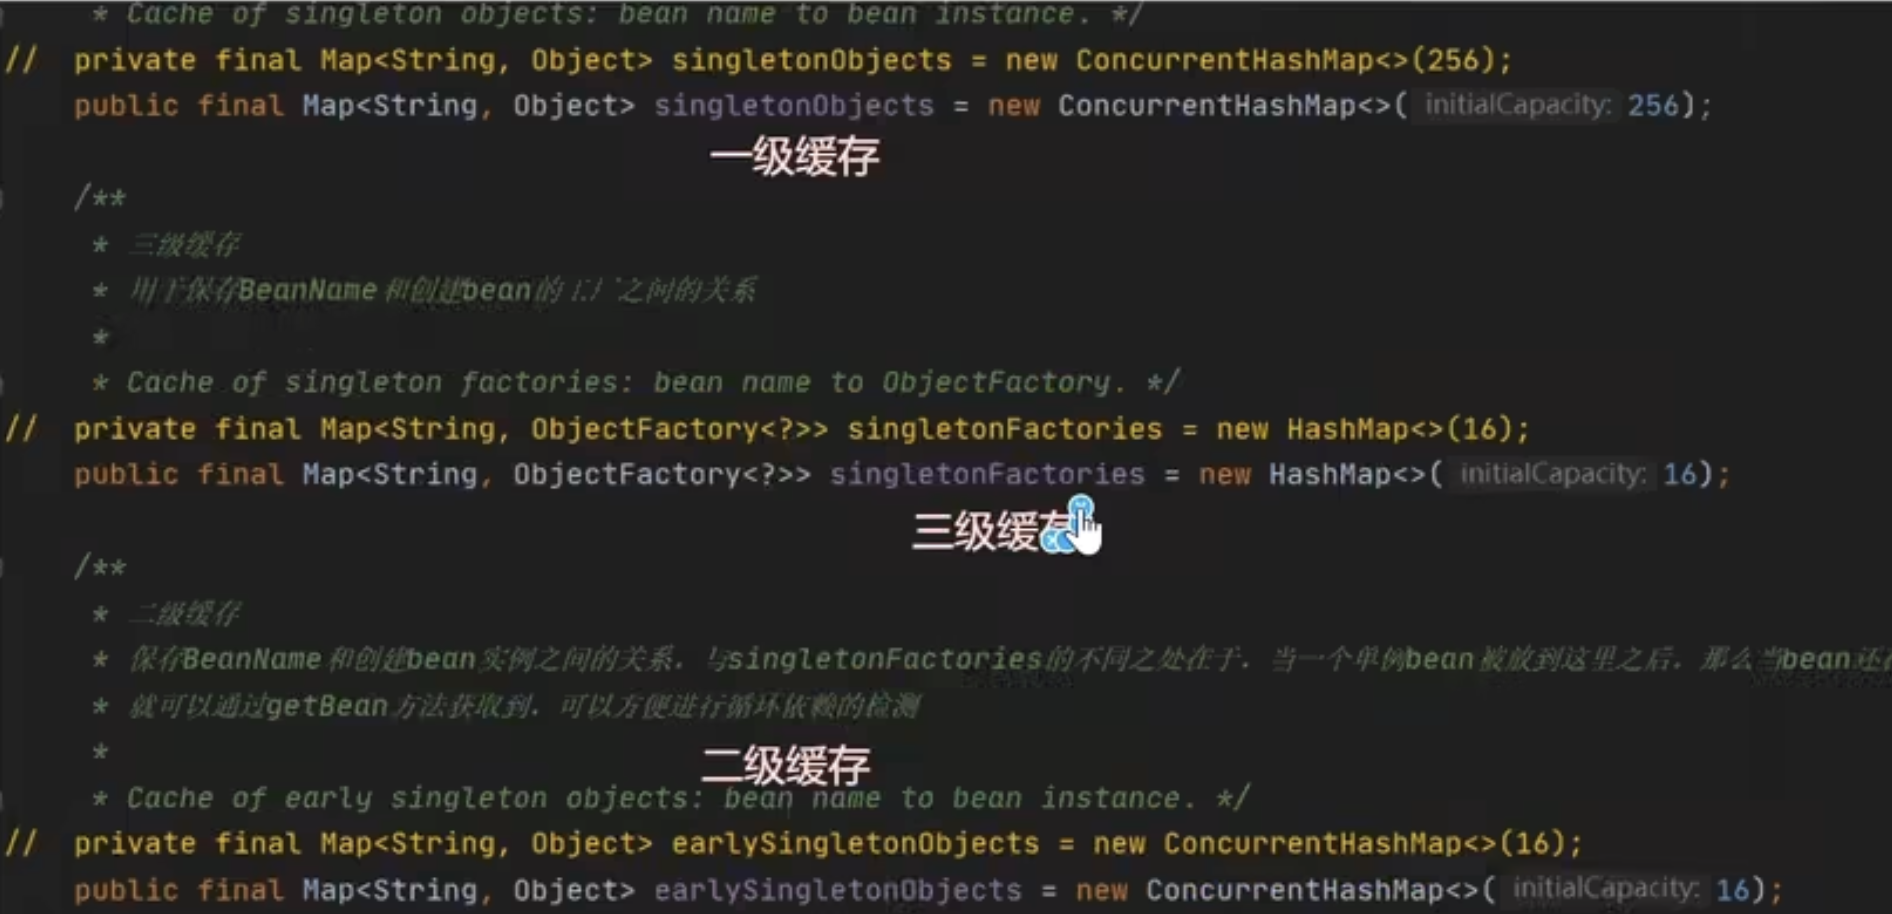 * Cache of singleton objects: bean name to bean instance. */
// private final Map<String, Object> singletonObjects = new ConcurrentHashMap<>(256);
public final Map<String, Object> singletonObjects = new ConcurrentHashMap<>( initialCapacity: 256);
一级缓存
/**
* 三级缓存
* 用于保存BeanName和创建bean的工厂之间的关系
*
* Cache of singleton factories: bean name to ObjectFactory. */
// private final Map<String, ObjectFactory<?>> singletonFactories = new HashMap<>(16);
public final Map<String, ObjectFactory<?>> singletonFactories = new HashMap<>( initialCapacity: 16);
三级缓存
/**
* 二级缓存
* 保存BeanName和创建bean实例之间的关系，与singletonFactories的不同之处在于，当一个单例bean被放到这里之后，那么当bean还在
* 就可以通过getBean方法获取到，可以方便进行循环依赖的检测
*
二级缓存
* Cache of early singleton objects: bean name to bean instance. */
// private final Map<String, Object> earlySingletonObjects = new ConcurrentHashMap<>(16);
public final Map<String, Object> earlySingletonObjects = new ConcurrentHashMap<>( initialCapacity: 16);